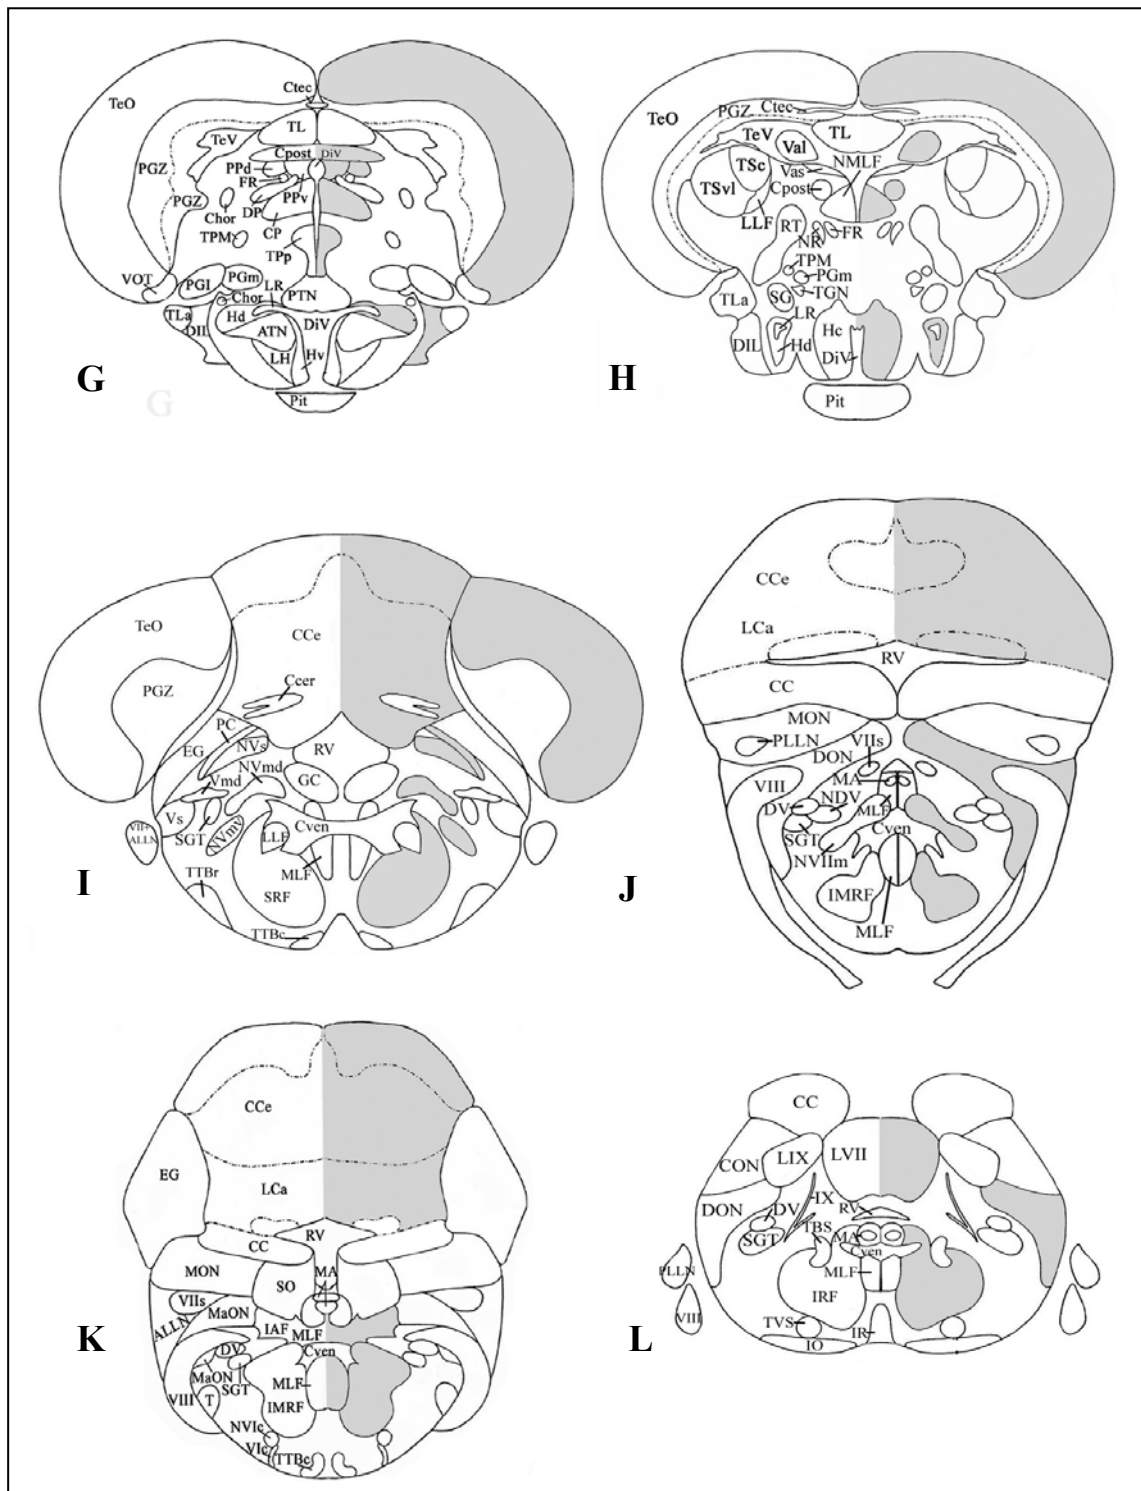 Ctec
TeO
TL
TeV
Cpost DiV
PPd
PGZ
FR
PPv
PGZ
DP
Chor
CP
TPM
TPp
VOT
PGl PGm LR
Chor PTN
TLa Hd
DIL ATN DiV
LH Hv
G
G
Pit
PGZ Ctec
TeO
TeV Val TL
TSc NMLF
Vas
TSvl Cpost
LLF RT FR
NR
TPM
PGm
SG TGN
TLa
LR
Hc
DIL Hd
DiV
H
Pit
TeO
CCe
PGZ
Ccer
PC
EG NVs RV
NVmd
Vmd GC
Vs
VII+
ALLN
SGT NVmv LLF Cven
TTBr MLF
SRF
I
TTBc
CCe
LCa
RV
CC
MON
PLLN VIIs
DON
VIII MA
NDV
DV MLF
Cven
SGT
NVIIm
IMRF
J
MLF
CCe
EG
LCa
RV
CC
MON SO MA
VIIs
MaON
ALLN IAF MLF
DV Cven
MaON
SGT MLF
VIII T IMRF
NVIc
VIc
TTBc
K
CC
CON LIX LVII
DON DV IX
RV
SGT TBS MA
Cven
PLLN MLF
IRF
VIII TVS
IR
IO
L